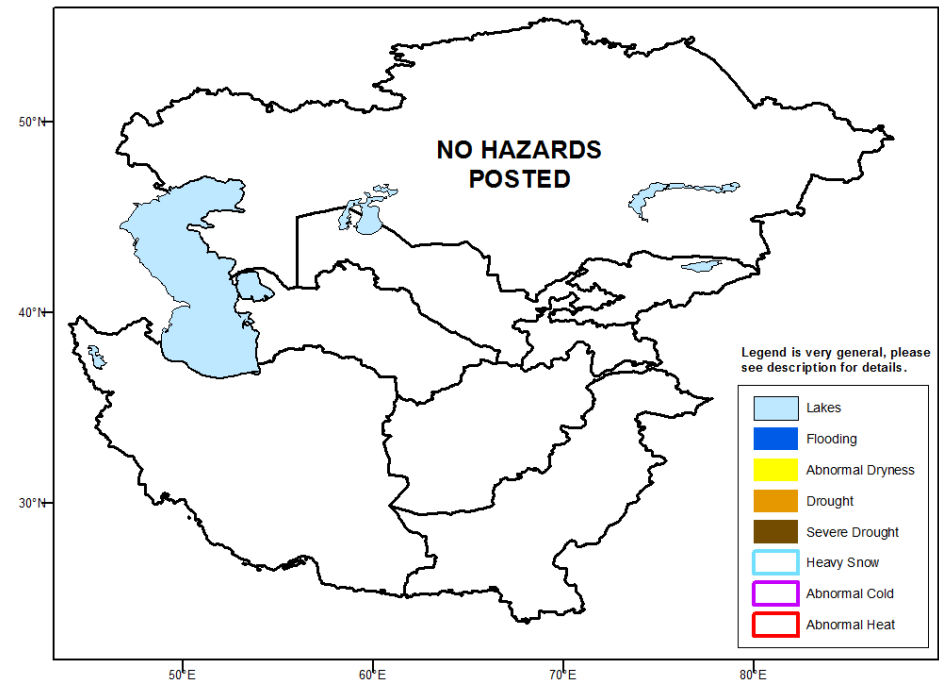 50°N
NO HAZARDS
POSTED
40°N
Legend is very general, please
see description for details.
Lakes
Flooding
Abnormal Dryness
30°N
Drought
Severe Drought
Heavy Snow
Abnormal Cold
Abnormal Heat
50°E
60°E
70°E
80°E